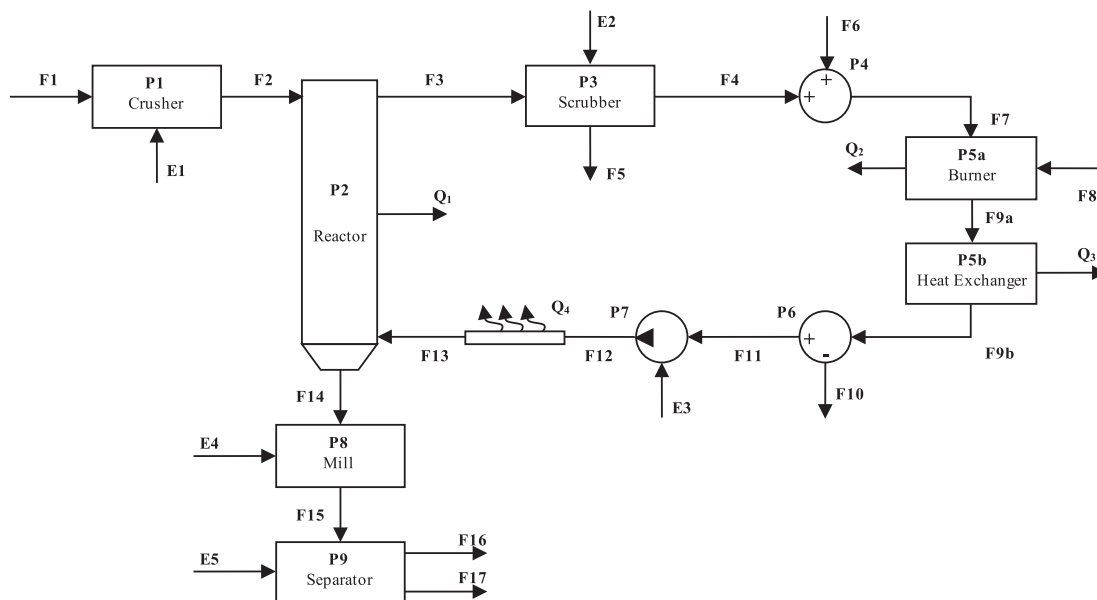 E2
F6
F1
P1
Crusher
F2
F3
P3
Scrubber
F4
P4
+
+
E1
F5
F7
P2
Reactor
Q₁
Q₂
P5a
Burner
F8
F9a
P5b
Heat Exchanger
Q₃
Q₄
P7
P6
+
-
F13
F12
F11
F9b
F14
E3
F10
E4
P8
Mill
F15
E5
P9
Separator
F16
F17